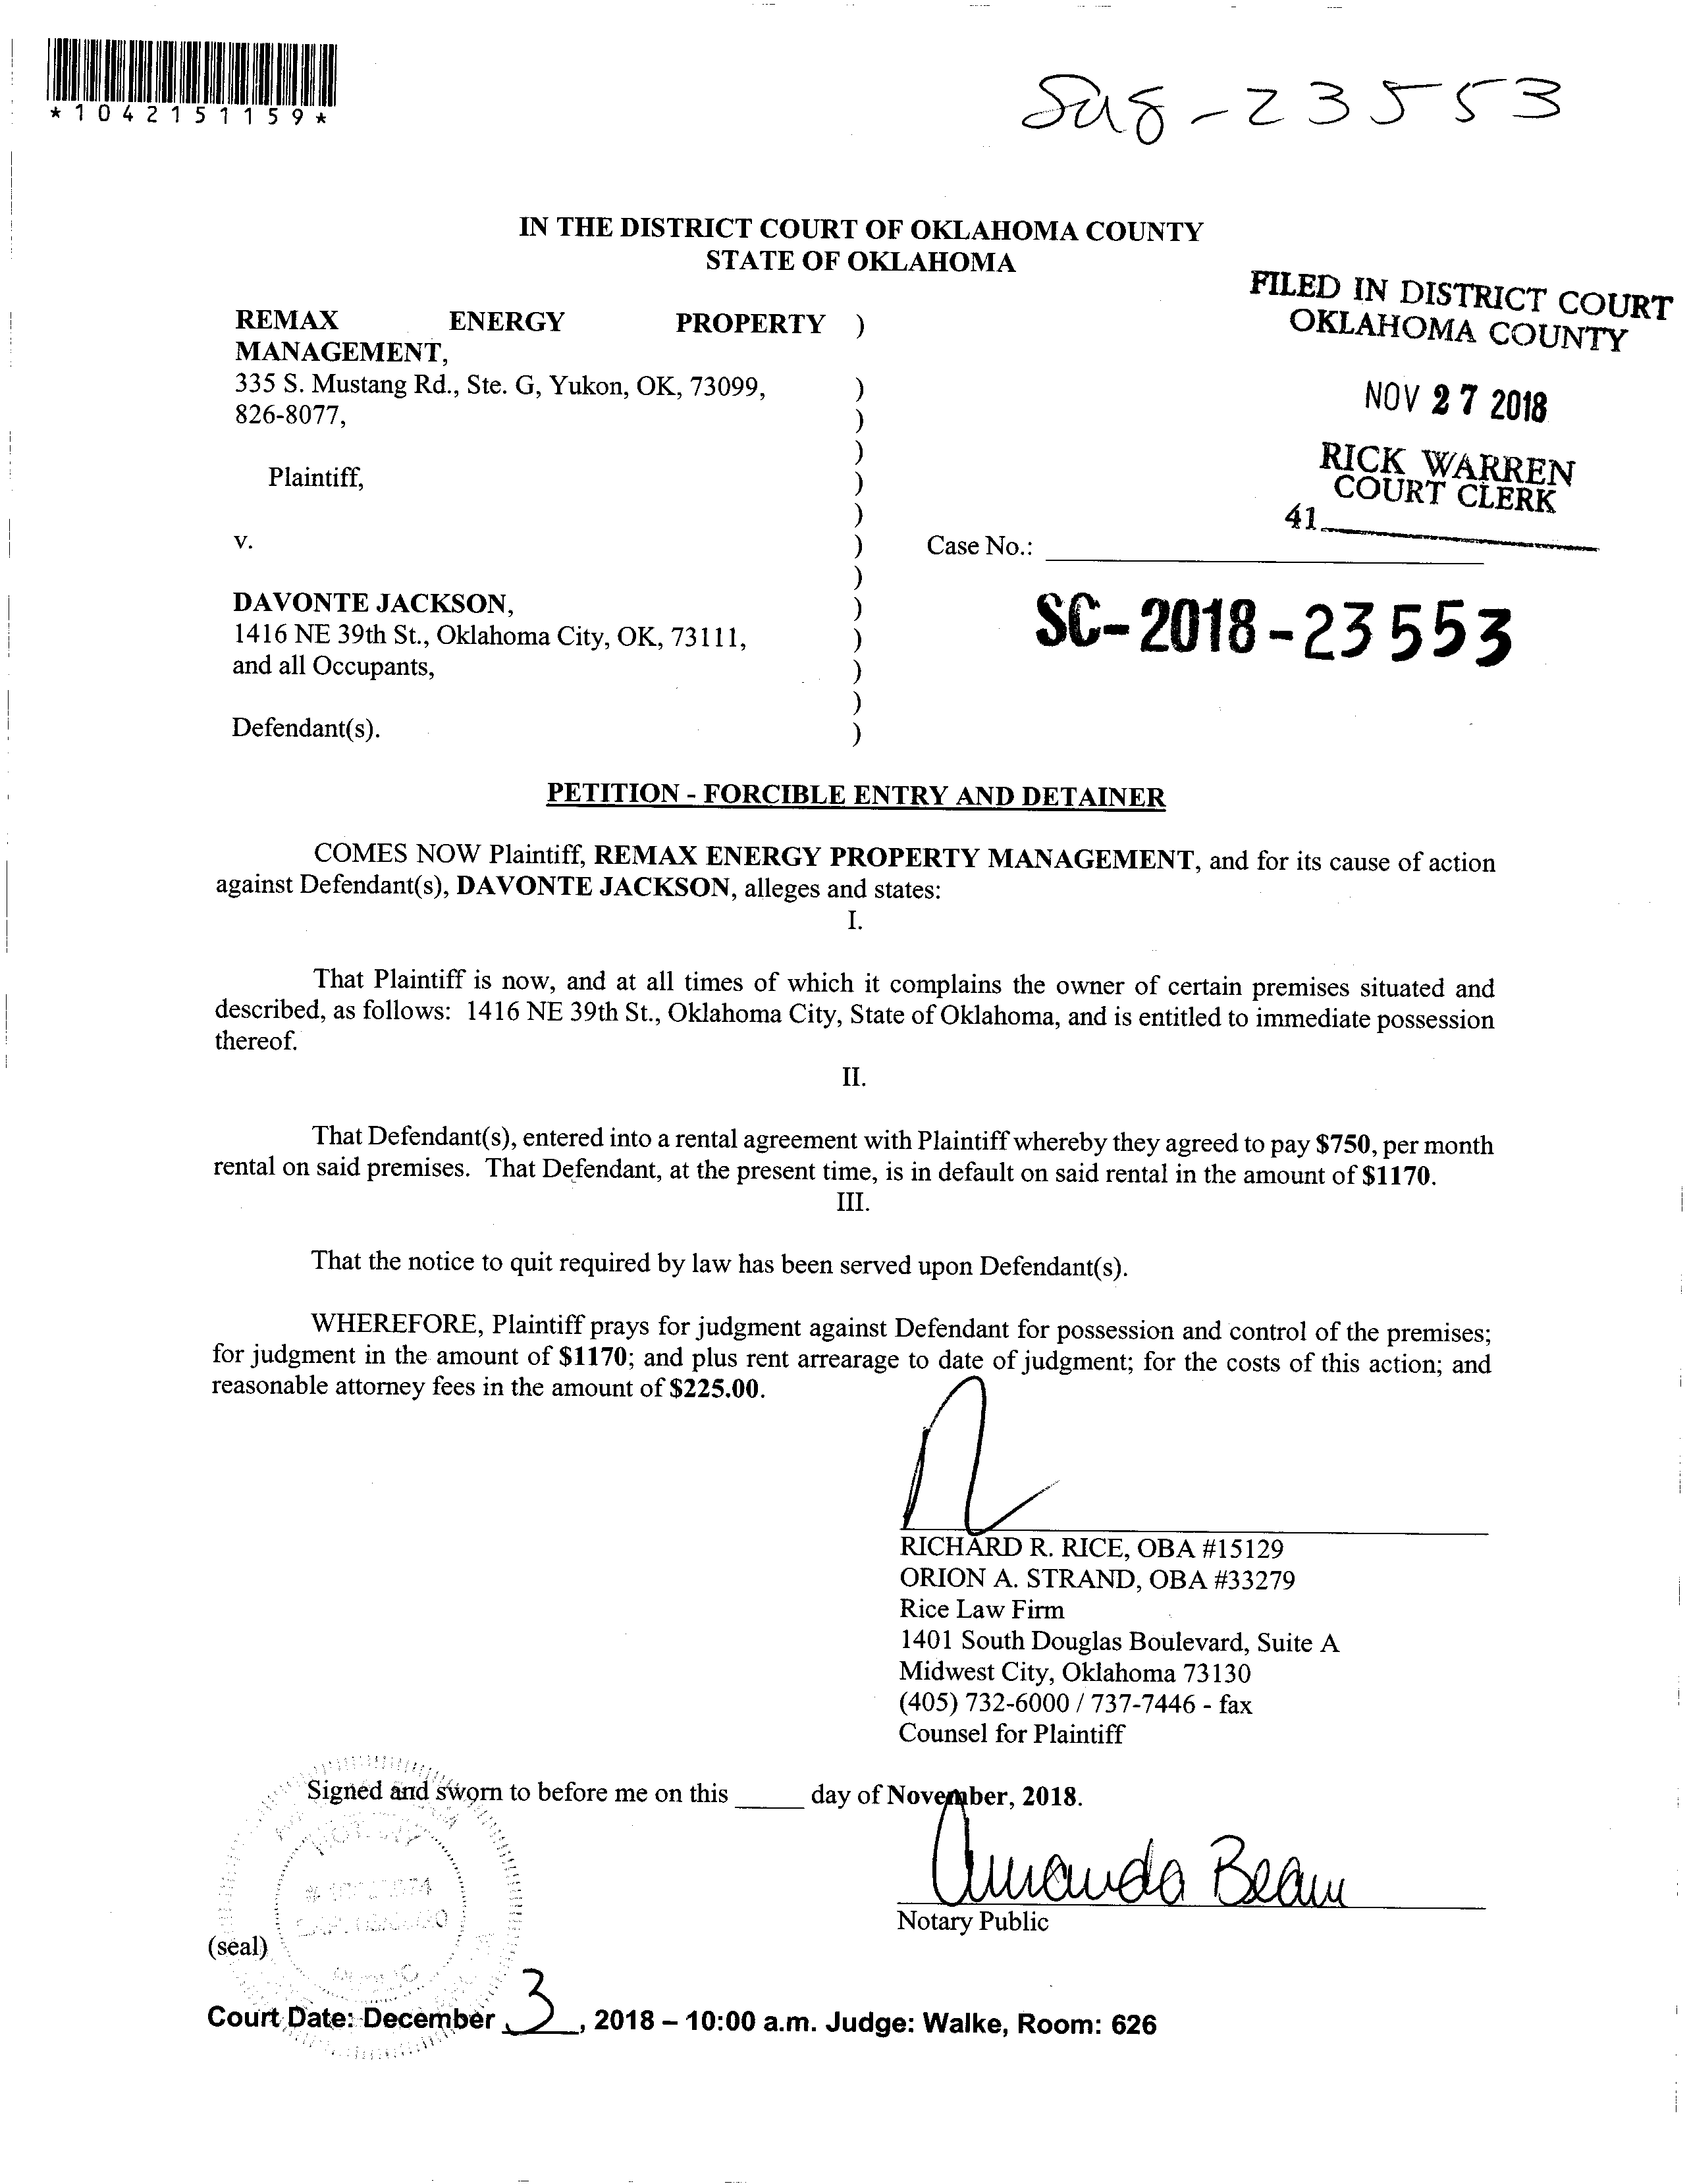 *1042151159*
-23553
IN THE DISTRICT COURT OF OKLAHOMA COUNTY
STATE OF OKLAHOMA
FILED IN DISTRICT COURT
OKLAHOMA COUNTY
NOV 27 2018
RICK WARREN
COURT CLERK
41
REMAX ENERGY PROPERTY )
MANAGEMENT,
335 S. Mustang Rd., Ste. G, Yukon, OK, 73099, )
826-8077, )
)
Plaintiff, )
)
v. ) Case No.:
)
DAVONTE JACKSON, )
1416 NE 39th St., Oklahoma City, OK, 73111, )
and all Occupants, )
)
Defendant(s). )
SC-2018-23553
PETITION - FORCIBLE ENTRY AND DETAINER
COMES NOW Plaintiff, REMAX ENERGY PROPERTY MANAGEMENT, and for its cause of action
against Defendant(s), DAVONTE JACKSON, alleges and states:
I.
That Plaintiff is now, and at all times of which it complains the owner of certain premises situated and
described, as follows: 1416 NE 39th St., Oklahoma City, State of Oklahoma, and is entitled to immediate possession
thereof.
II.
That Defendant(s), entered into a rental agreement with Plaintiff whereby they agreed to pay $750, per month
rental on said premises. That Defendant, at the present time, is in default on said rental in the amount of $1170.
III.
That the notice to quit required by law has been served upon Defendant(s).
WHEREFORE, Plaintiff prays for judgment against Defendant for possession and control of the premises;
for judgment in the amount of $1170; and plus rent arrearage to date of judgment; for the costs of this action; and
reasonable attorney fees in the amount of $225.00.
RICHARD R. RICE, OBA #15129
ORION A. STRAND, OBA #33279
Rice Law Firm
1401 South Douglas Boulevard, Suite A
Midwest City, Oklahoma 73130
(405) 732-6000 / 737-7446 - fax
Counsel for Plaintiff
Signed and sworn to before me on this _____ day of November, 2018.
Amanda Beam
Notary Public
(seal)
Court Date: December 3, 2018 – 10:00 a.m. Judge: Walke, Room: 626